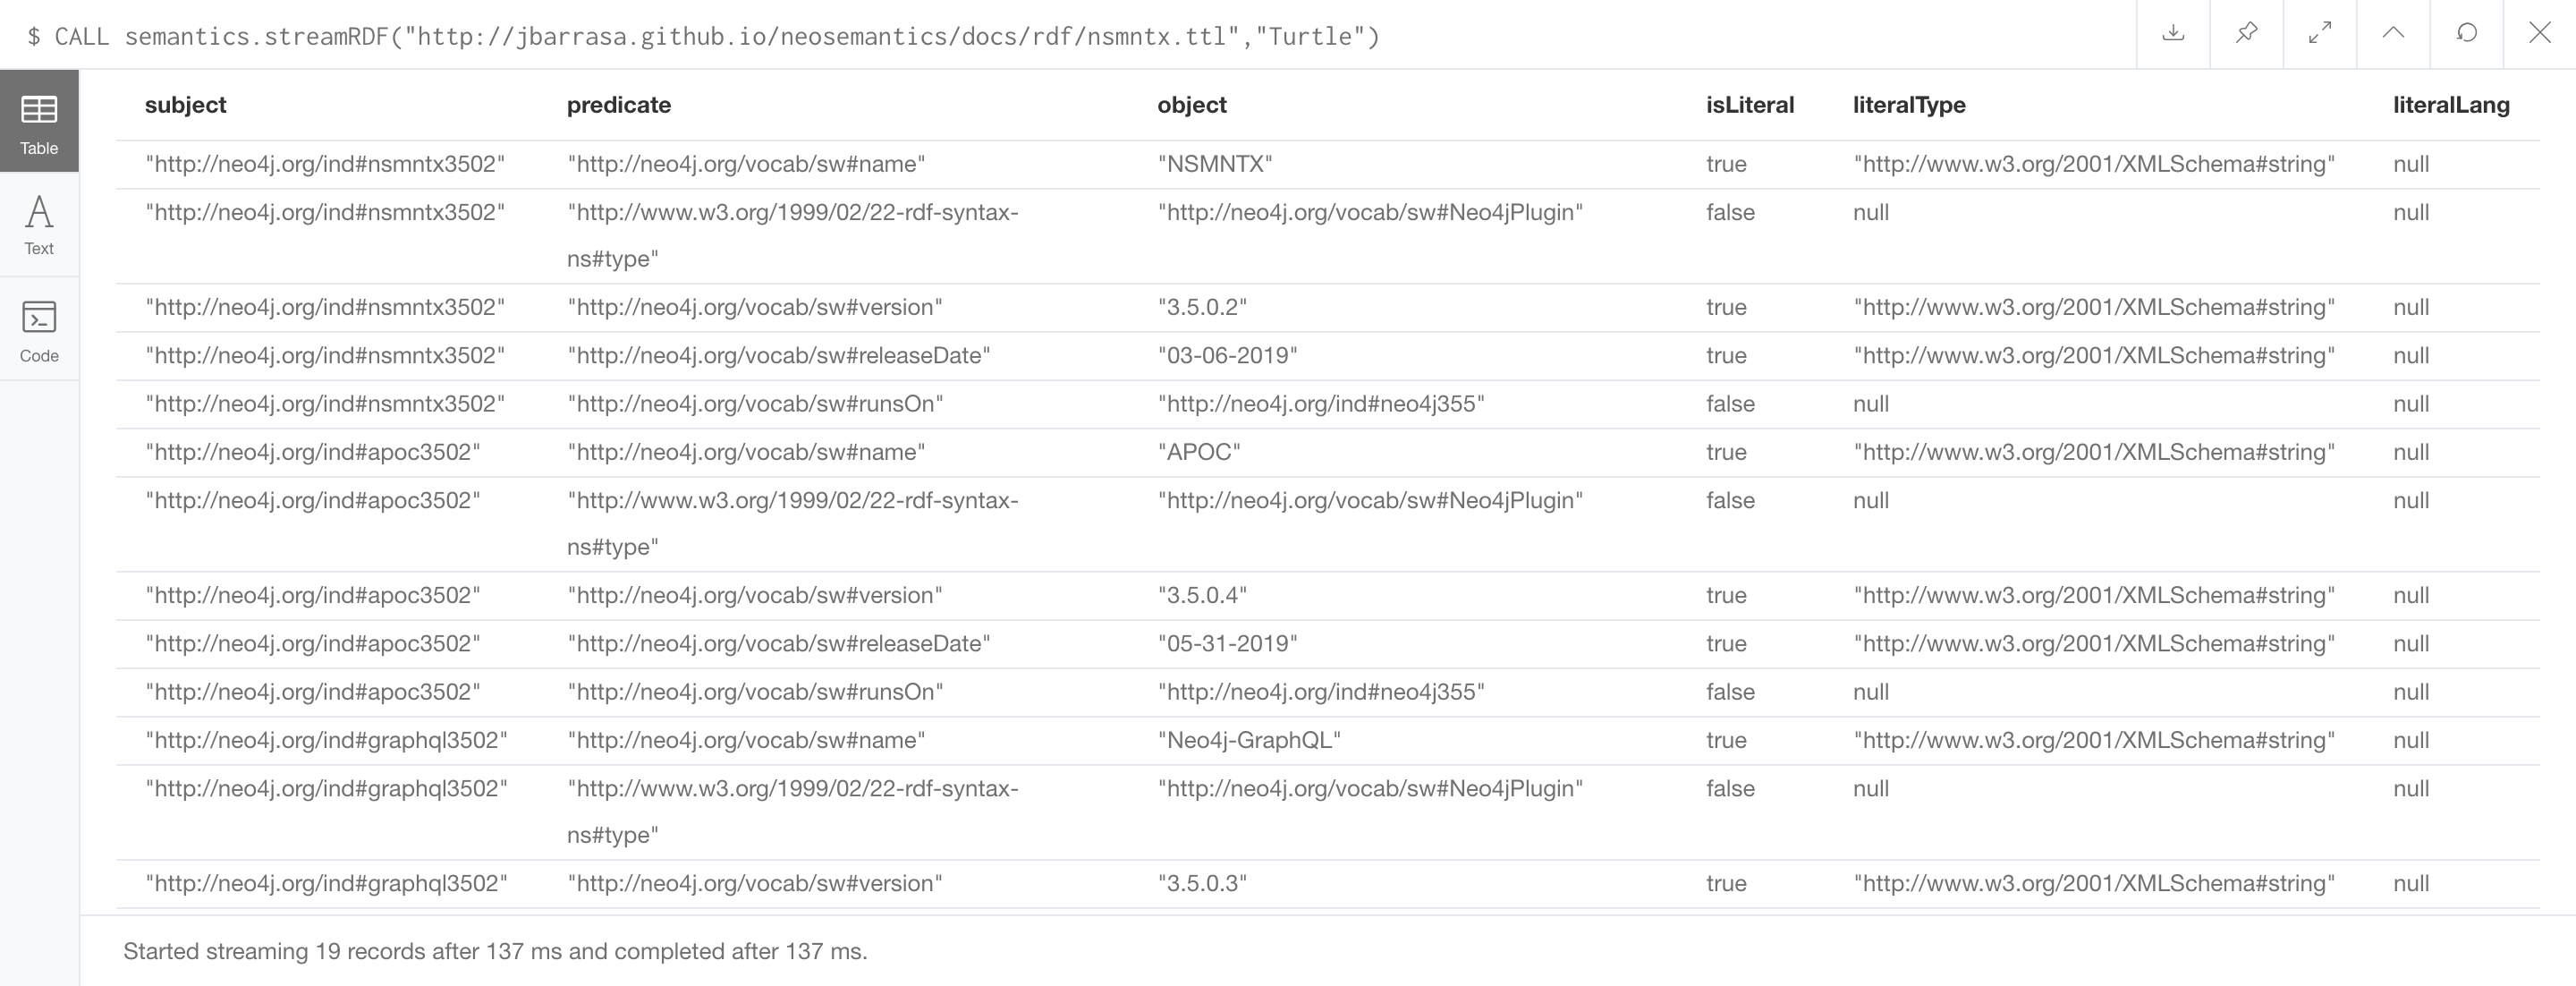 $ CALL semantics.streamRDF("http://jbarrasa.github.io/neosemantics/docs/rdf/nsmntx.ttl","Turtle")
Table
Text
Code
subject predicate object isLiteral literalType literalLang
"http://neo4j.org/ind#nsmntx3502" "http://neo4j.org/vocab/sw#name" "NSMNTX" true "http://www.w3.org/2001/XMLSchema#string" null
"http://neo4j.org/ind#nsmntx3502" "http://www.w3.org/1999/02/22-rdf-syntax- "http://neo4j.org/vocab/sw#Neo4jPlugin" false null null
ns#type"
"http://neo4j.org/ind#nsmntx3502" "http://neo4j.org/vocab/sw#version" "3.5.0.2" true "http://www.w3.org/2001/XMLSchema#string" null
"http://neo4j.org/ind#nsmntx3502" "http://neo4j.org/vocab/sw#releaseDate" "03-06-2019" true "http://www.w3.org/2001/XMLSchema#string" null
"http://neo4j.org/ind#nsmntx3502" "http://neo4j.org/vocab/sw#runsOn" "http://neo4j.org/ind#neo4j355" false null null
"http://neo4j.org/ind#apoc3502" "http://neo4j.org/vocab/sw#name" "APOC" true "http://www.w3.org/2001/XMLSchema#string" null
"http://neo4j.org/ind#apoc3502" "http://www.w3.org/1999/02/22-rdf-syntax- "http://neo4j.org/vocab/sw#Neo4jPlugin" false null null
ns#type"
"http://neo4j.org/ind#apoc3502" "http://neo4j.org/vocab/sw#version" "3.5.0.4" true "http://www.w3.org/2001/XMLSchema#string" null
"http://neo4j.org/ind#apoc3502" "http://neo4j.org/vocab/sw#releaseDate" "05-31-2019" true "http://www.w3.org/2001/XMLSchema#string" null
"http://neo4j.org/ind#apoc3502" "http://neo4j.org/vocab/sw#runsOn" "http://neo4j.org/ind#neo4j355" false null null
"http://neo4j.org/ind#graphql3502" "http://neo4j.org/vocab/sw#name" "Neo4j-GraphQL" true "http://www.w3.org/2001/XMLSchema#string" null
"http://neo4j.org/ind#graphql3502" "http://www.w3.org/1999/02/22-rdf-syntax- "http://neo4j.org/vocab/sw#Neo4jPlugin" false null null
ns#type"
"http://neo4j.org/ind#graphql3502" "http://neo4j.org/vocab/sw#version" "3.5.0.3" true "http://www.w3.org/2001/XMLSchema#string" null
Started streaming 19 records after 137 ms and completed after 137 ms.